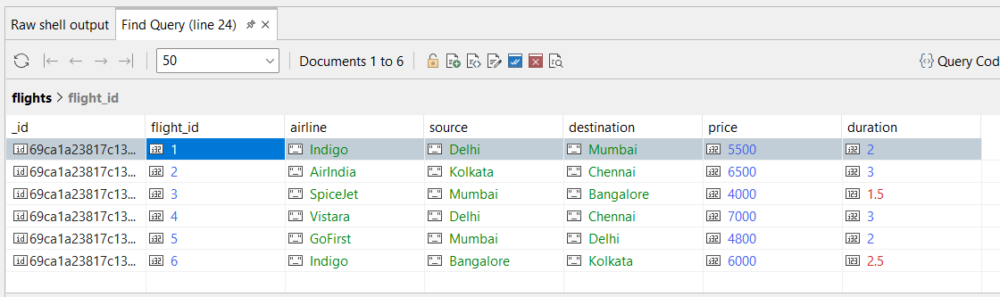 Raw shell output Find Query (line 24)
50 Documents 1 to 6 Query Cod
flights > flight_id
_id flight_id airline source destination price duration
69ca1a23817c13... 1 Indigo Delhi Mumbai 5500 2
69ca1a23817c13... 2 AirIndia Kolkata Chennai 6500 3
69ca1a23817c13... 3 SpiceJet Mumbai Bangalore 4000 1.5
69ca1a23817c13... 4 Vistara Delhi Chennai 7000 3
69ca1a23817c13... 5 GoFirst Mumbai Delhi 4800 2
69ca1a23817c13... 6 Indigo Bangalore Kolkata 6000 2.5